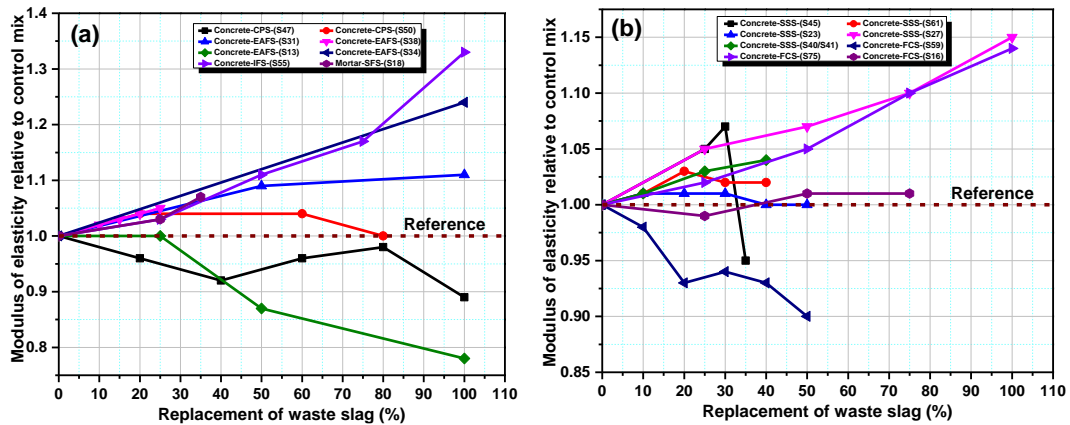 (a)
Concrete-CPS-(S47)
Concrete-CPS-(S50)
Concrete-EAFS-(S31)
Concrete-EAFS-(S38)
Concrete-EAFS-(S13)
Concrete-EAFS-(S34)
Concrete-IFS-(S55)
Mortar-SFS-(S18)
Modulus of elasticity relative to control mix
1.4
1.3
1.2
1.1
1.0
0.9
0.8
Reference
0 10 20 30 40 50 60 70 80 90 100 110
Replacement of waste slag (%)
(b)
Concrete-SSS-(S45)
Concrete-SSS-(S61)
Concrete-SSS-(S23)
Concrete-SSS-(S27)
Concrete-SSS-(S40/S41)
Concrete-FCS-(S59)
Concrete-FCS-(S75)
Concrete-FCS-(S16)
Modulus of elasticity relative to control mix
1.15
1.10
1.05
1.00
0.95
0.90
0.85
Reference
0 10 20 30 40 50 60 70 80 90 100 110
Replacement of waste slag (%)